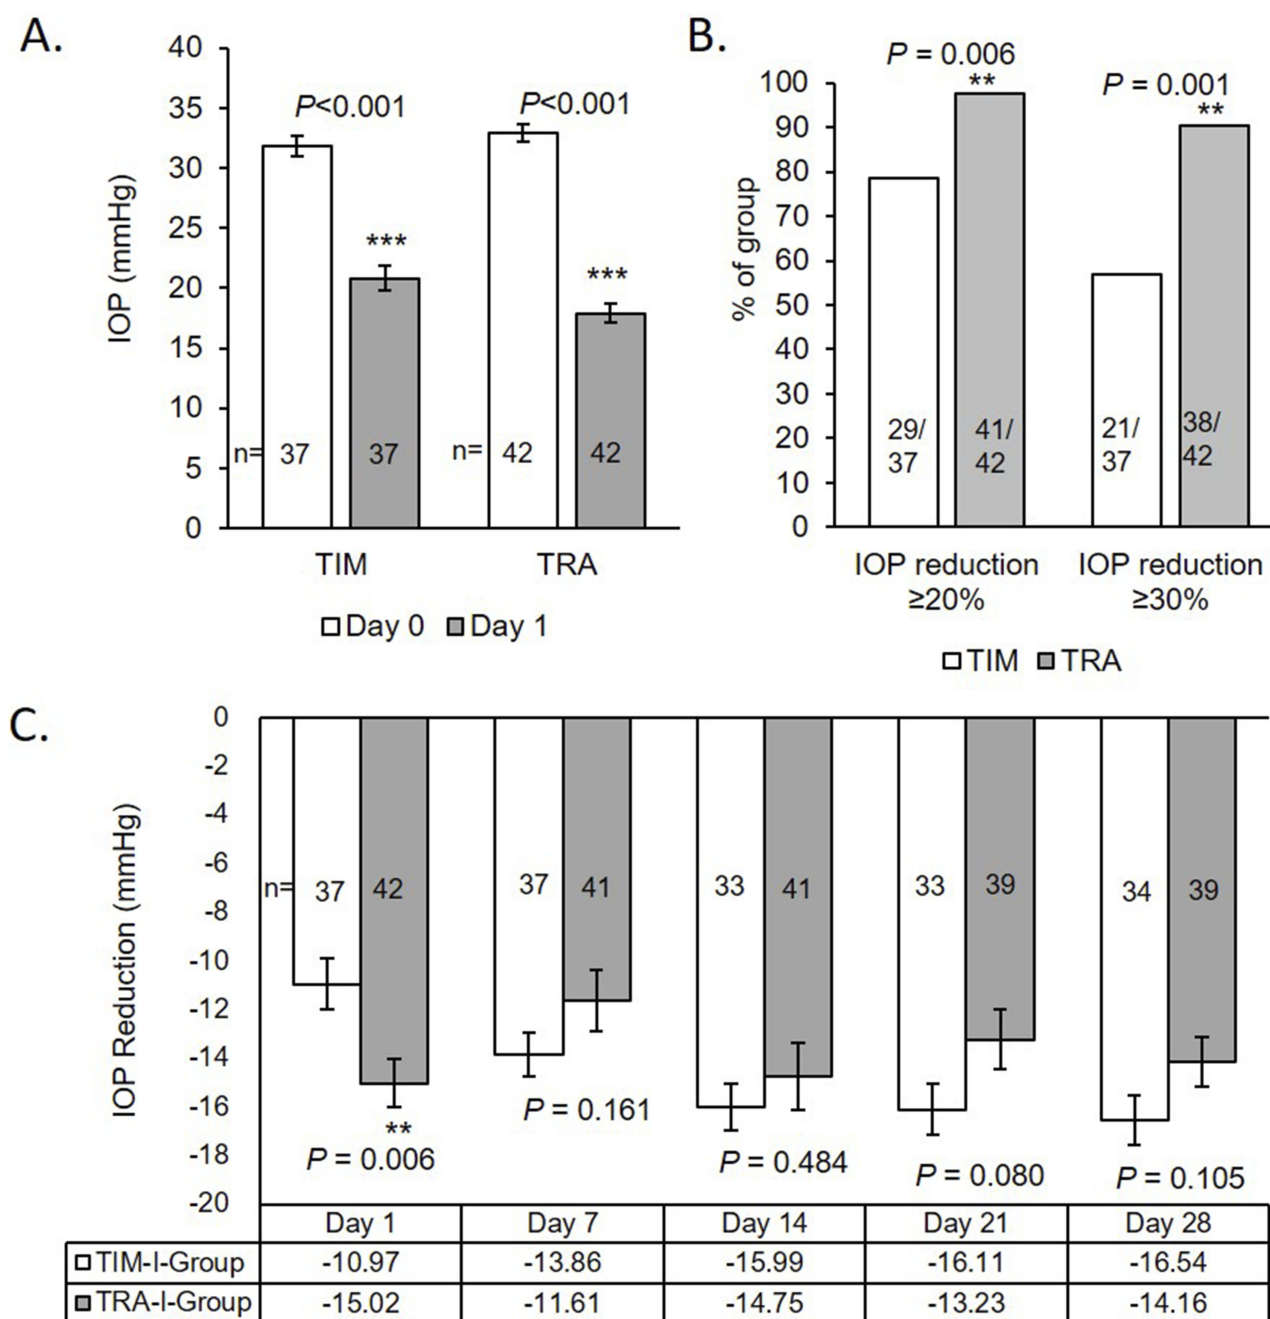 A.
40
35
30
25
20
15
10
5
0
IOP (mmHg)
P<0.001
P<0.001
***
***
n= 37 37 n= 42 42
TIM TRA
Day 0 Day 1
B.
P = 0.006
**
P = 0.001
**
100
90
80
70
60
50
40
30
20
10
0
% of group
29/
37
41/
42
21/
37
38/
42
IOP reduction
≥20%
IOP reduction
≥30%
TIM TRA
C.
0
-2
-4
-6
-8
-10
-12
-14
-16
-18
-20
IOP Reduction (mmHg)
n= 37 42 37 41 33 41 33 39 34 39
**
P = 0.006
P = 0.161
P = 0.484
P = 0.080
P = 0.105
Day 1 Day 7 Day 14 Day 21 Day 28
TIM-I-Group -10.97 -13.86 -15.99 -16.11 -16.54
TRA-I-Group -15.02 -11.61 -14.75 -13.23 -14.16